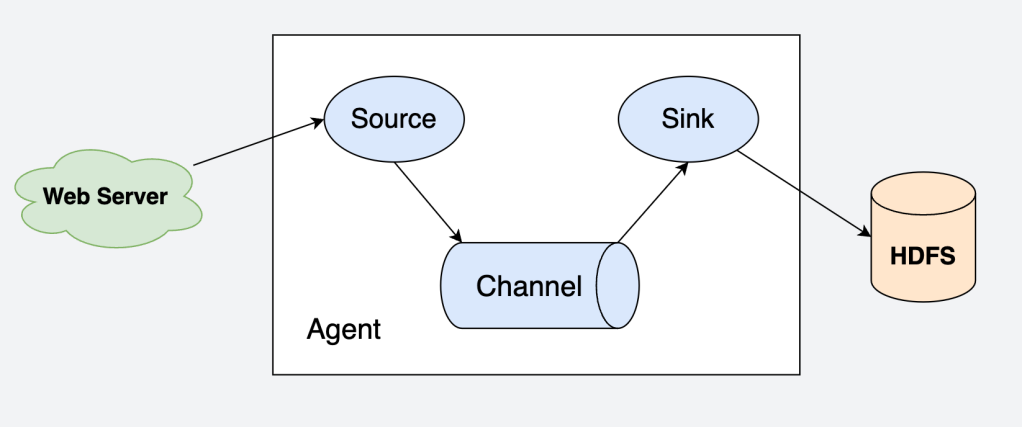 Source
Sink
Web Server
HDFS
Channel
Agent